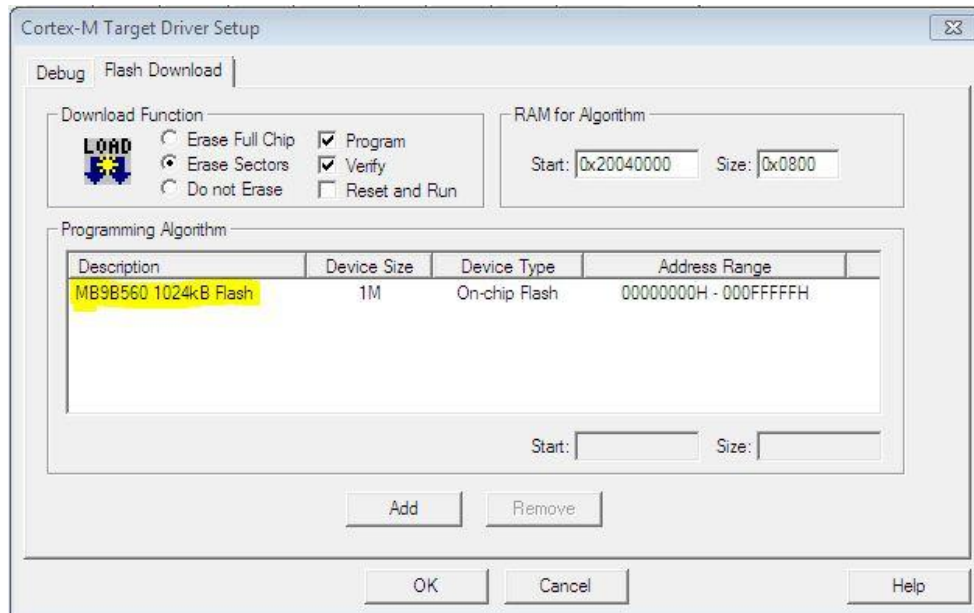 Cortex-M Target Driver Setup
Debug
Flash Download
Download Function
LOAD
Erase Full Chip
Erase Sectors
Do not Erase
Program
Verify
Reset and Run
RAM for Algorithm
Start: 0x20040000 Size: 0x0800
Programming Algorithm
Description Device Size Device Type Address Range
MB9B560 1024kB Flash 1M On-chip Flash 00000000H - 000FFFFFH
Start: Size:
Add Remove
OK Cancel Help